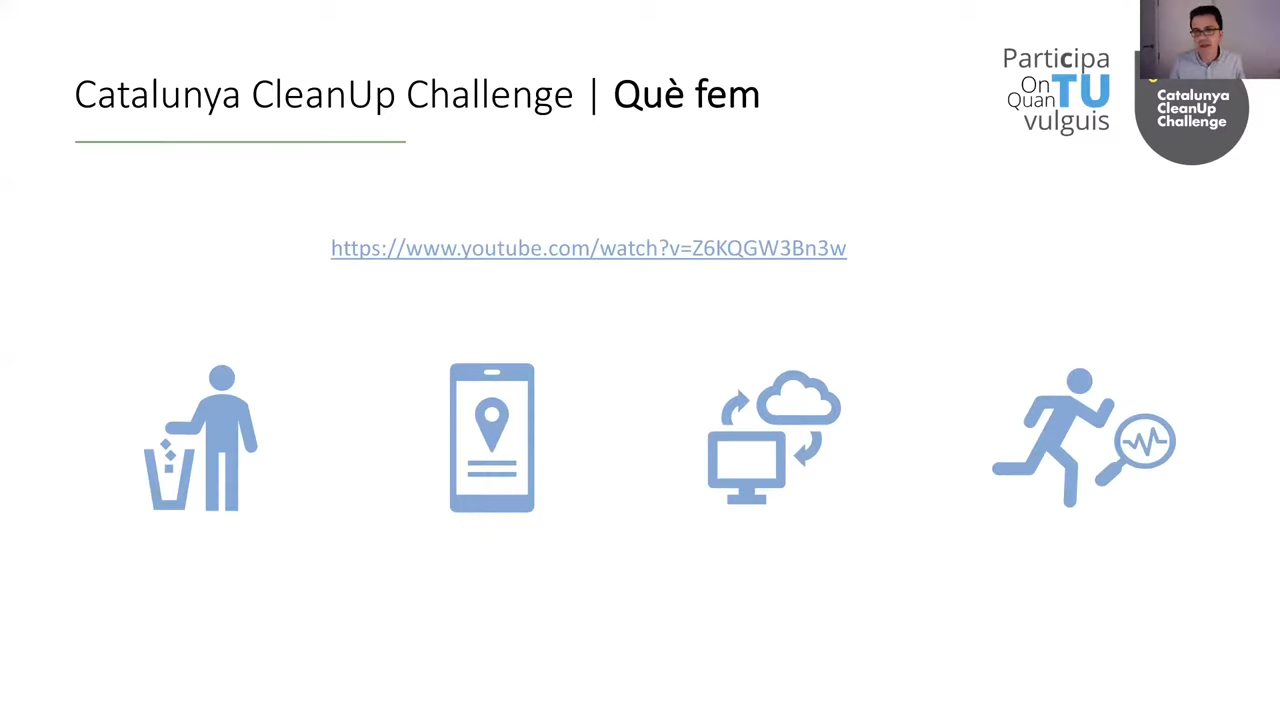 Catalunya CleanUp Challenge | Què fem
Participa
On
Quan
TU
vulguis
Catalunya
CleanUp
Challenge
https://www.youtube.com/watch?v=Z6KQGW3Bn3w